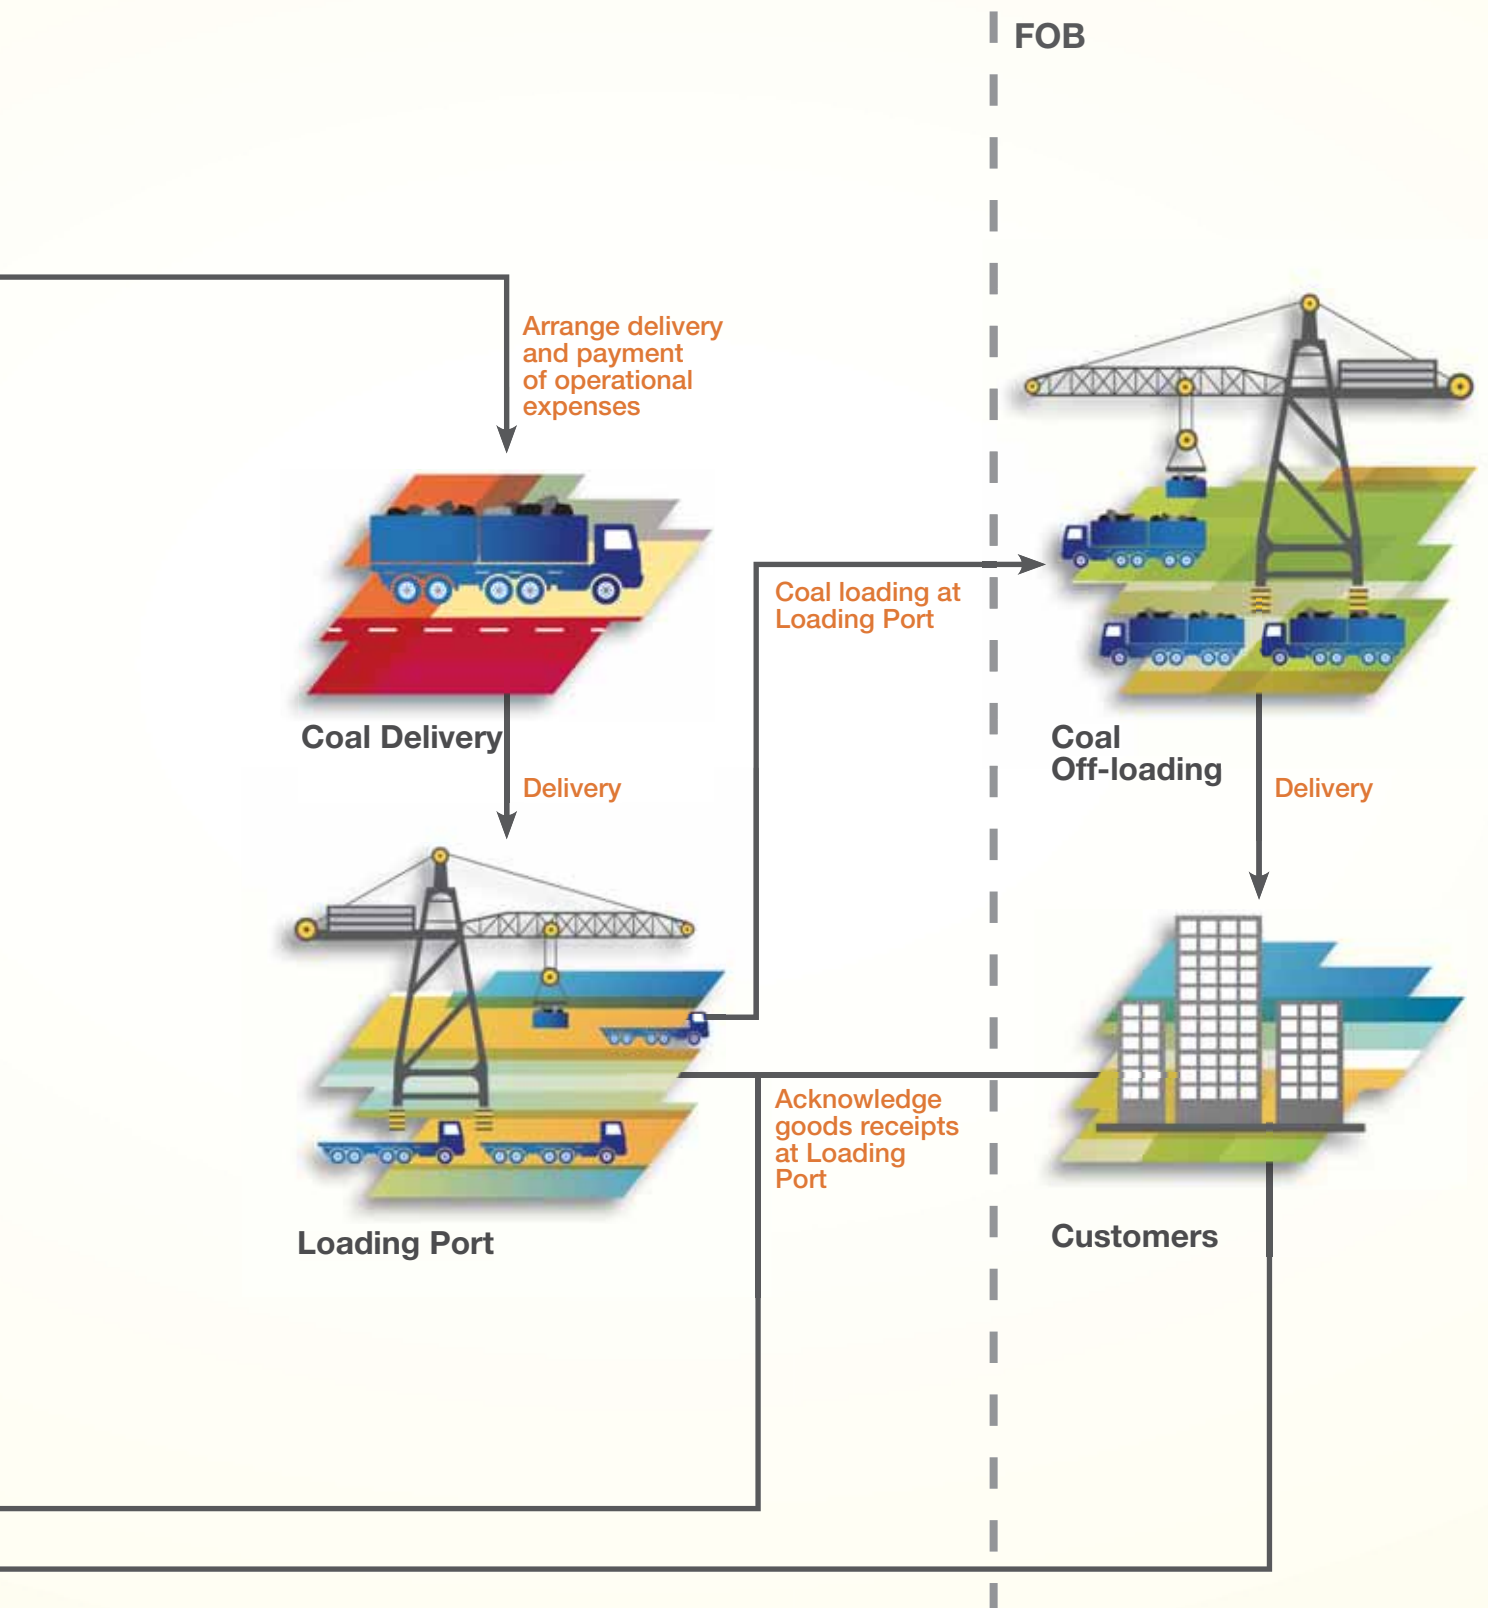 FOB
Arrange delivery
and payment
of operational
expenses
Coal loading at
Loading Port
Coal Delivery
Coal
Off-loading
Delivery
Delivery
Acknowledge
goods receipts
at Loading
Port
Loading Port
Customers